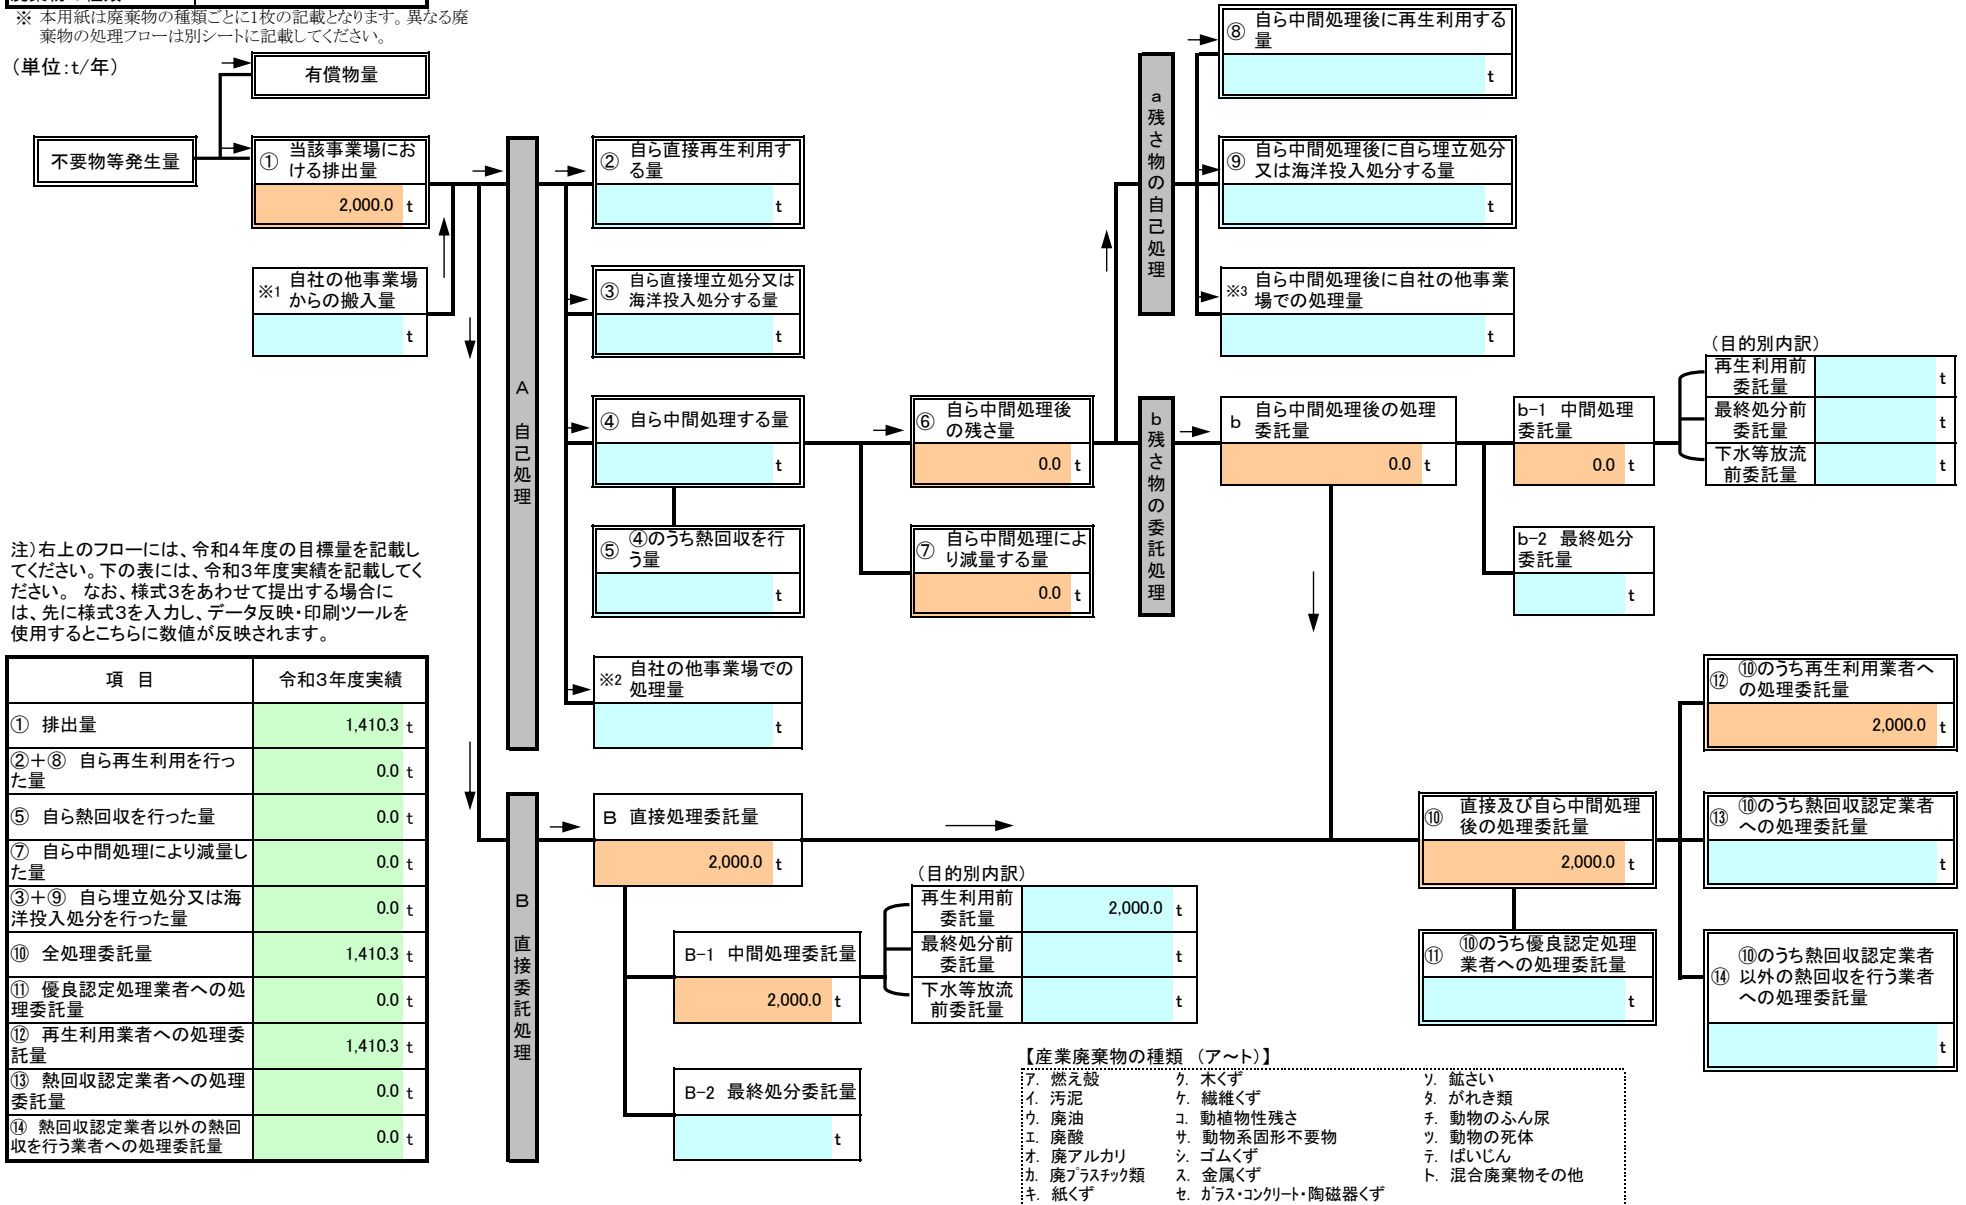 ※ 本用紙は廃棄物の種類ごとに1枚の記載となります。異なる廃
棄物の処理フローは別シートに記載してください。
(単位:t/年)
有償物量
不要物等発生量
① 当該事業場にお
ける排出量
2,000.0 t
※1 自社の他事業場
からの搬入量
t
A 自己処理
② 自ら直接再生利用す
る量
t
③ 自ら直接埋立処分又は
海洋投入処分する量
t
④ 自ら中間処理する量
t
⑤ ④のうち熱回収を行
う量
t
※2 自社の他事業場での
処理量
t
⑥ 自ら中間処理後
の残さ量
0.0 t
⑦ 自ら中間処理によ
り減量する量
0.0 t
a 残さ物の自己処理
⑧ 自ら中間処理後に再生利用する
量
t
⑨ 自ら中間処理後に自ら埋立処分
又は海洋投入処分する量
t
※3 自ら中間処理後に自社の他事業
場での処理量
t
b 残さ物の委託処理
b 自ら中間処理後の処理
委託量
0.0 t
b-1 中間処理
委託量
0.0 t
(目的別内訳)
再生利用前
委託量
t
最終処分前
委託量
t
下水等放流
前委託量
t
b-2 最終処分
委託量
t
注)右上のフローには、令和4年度の目標量を記載し
てください。下の表には、令和3年度実績を記載してく
ださい。 なお、様式3をあわせて提出する場合に
は、先に様式3を入力し、データ反映・印刷ツールを
使用するとこちらに数値が反映されます。
項 目 令和3年度実績
① 排出量 1,410.3 t
②+⑧ 自ら再生利用を行っ
た量 0.0 t
⑤ 自ら熱回収を行った量 0.0 t
⑦ 自ら中間処理により減量し
た量 0.0 t
③+⑨ 自ら埋立処分又は海
洋投入処分を行った量 0.0 t
⑩ 全処理委託量 1,410.3 t
⑪ 優良認定処理業者への処
理委託量 0.0 t
⑫ 再生利用業者への処理委
託量 1,410.3 t
⑬ 熱回収認定業者への処理
委託量 0.0 t
⑭ 熱回収認定業者以外の熱回
収を行う業者への処理委託量 0.0 t
B 直接委託処理
B 直接処理委託量
2,000.0 t
B-1 中間処理委託量
2,000.0 t
(目的別内訳)
再生利用前
委託量
2,000.0 t
最終処分前
委託量
t
下水等放流
前委託量
t
B-2 最終処分委託量
t
⑩ 直接及び自ら中間処理
後の処理委託量
2,000.0 t
⑪ ⑩のうち優良認定処理
業者への処理委託量
t
⑫ ⑩のうち再生利用業者へ
の処理委託量
2,000.0 t
⑬ ⑩のうち熱回収認定業者
への処理委託量
t
⑭ ⑩のうち熱回収認定業者
以外の熱回収を行う業者
への処理委託量
t
【産業廃棄物の種類 (ア~ト)】
ア. 燃え殻 ク. 木くず ソ. 鉱さい
イ. 汚泥 ケ. 繊維くず タ. がれき類
ウ. 廃油 コ. 動植物性残さ チ. 動物のふん尿
エ. 廃酸 サ. 動物系固形不要物 ツ. 動物の死体
オ. 廃アルカリ シ. ゴムくず テ. ばいじん
カ. 廃プラスチック類 ス. 金属くず ト. 混合廃棄物その他
キ. 紙くず セ. ガラス・コンクリート・陶磁器くず